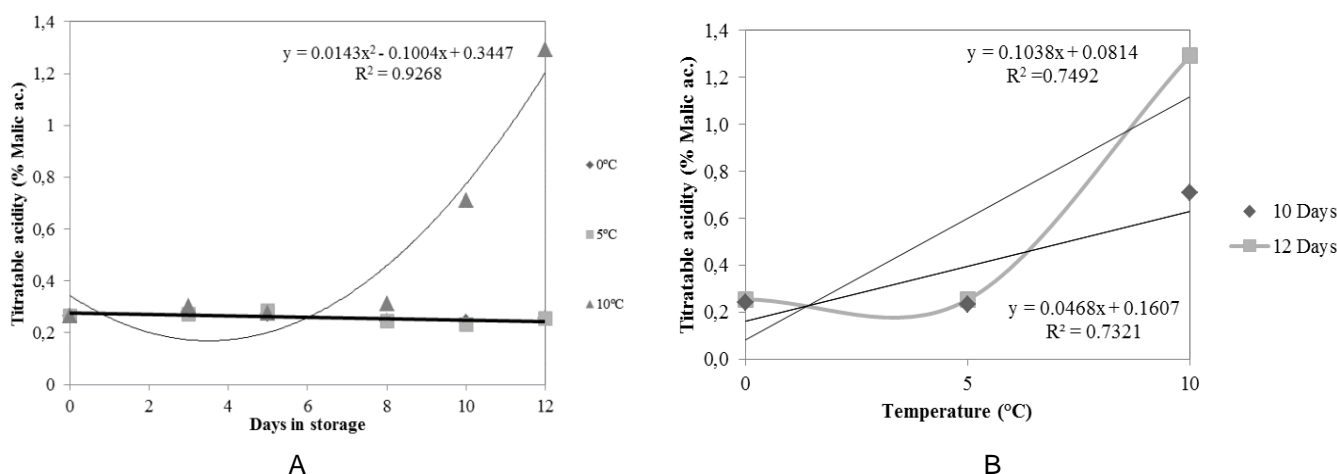 1,4
1,2
1
0,8
0,6
0,4
0,2
0
Titratable acidity (% Malic ac.)
y = 0.0143x² - 0.1004x + 0.3447
R² = 0.9268
0 2 4 6 8 10 12
Days in storage
0°C
5°C
10°C
A
1,4
1,2
1,0
0,8
0,6
0,4
0,2
0,0
Titratable acidity (% Malic ac.)
y = 0.1038x + 0.0814
R² =0.7492
y = 0.0468x + 0.1607
R² = 0.7321
0 5 10
Temperature (°C)
10 Days
12 Days
B